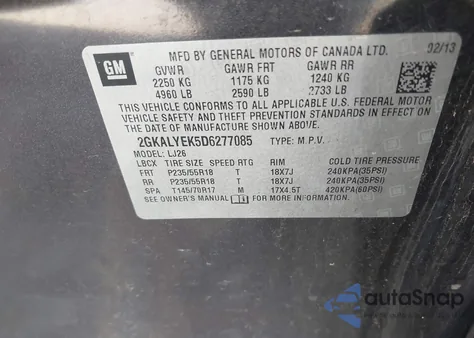 GM
MFD BY GENERAL MOTORS OF CANADA LTD. 02/13
GVWR GAWR FRT GAWR RR
2250 KG 1175 KG 1240 KG
4960 LB 2590 LB 2733 LB
THIS VEHICLE CONFORMS TO ALL APPLICABLE U.S. FEDERAL MOTOR
VEHICLE SAFETY AND THEFT PREVENTION STANDARDS IN EFFECT ON
THE DATE OF MANUFACTURE SHOWN ABOVE.
2GKALYEK5D6277085 TYPE: M.P.V.
MODEL: LJ26
LBCX TIRE SIZE SPEED RTG RIM COLD TIRE PRESSURE
FRT P235/55R18 T 18X7J 240KPA(35PSI)
RR P235/55R18 T 18X7J 240KPA(35PSI)
SPA T145/70R17 M 17X4.5T 420KPA(60PSI)
SEE OWNER'S MANUAL FOR MORE INFORMATION.
autoSnap